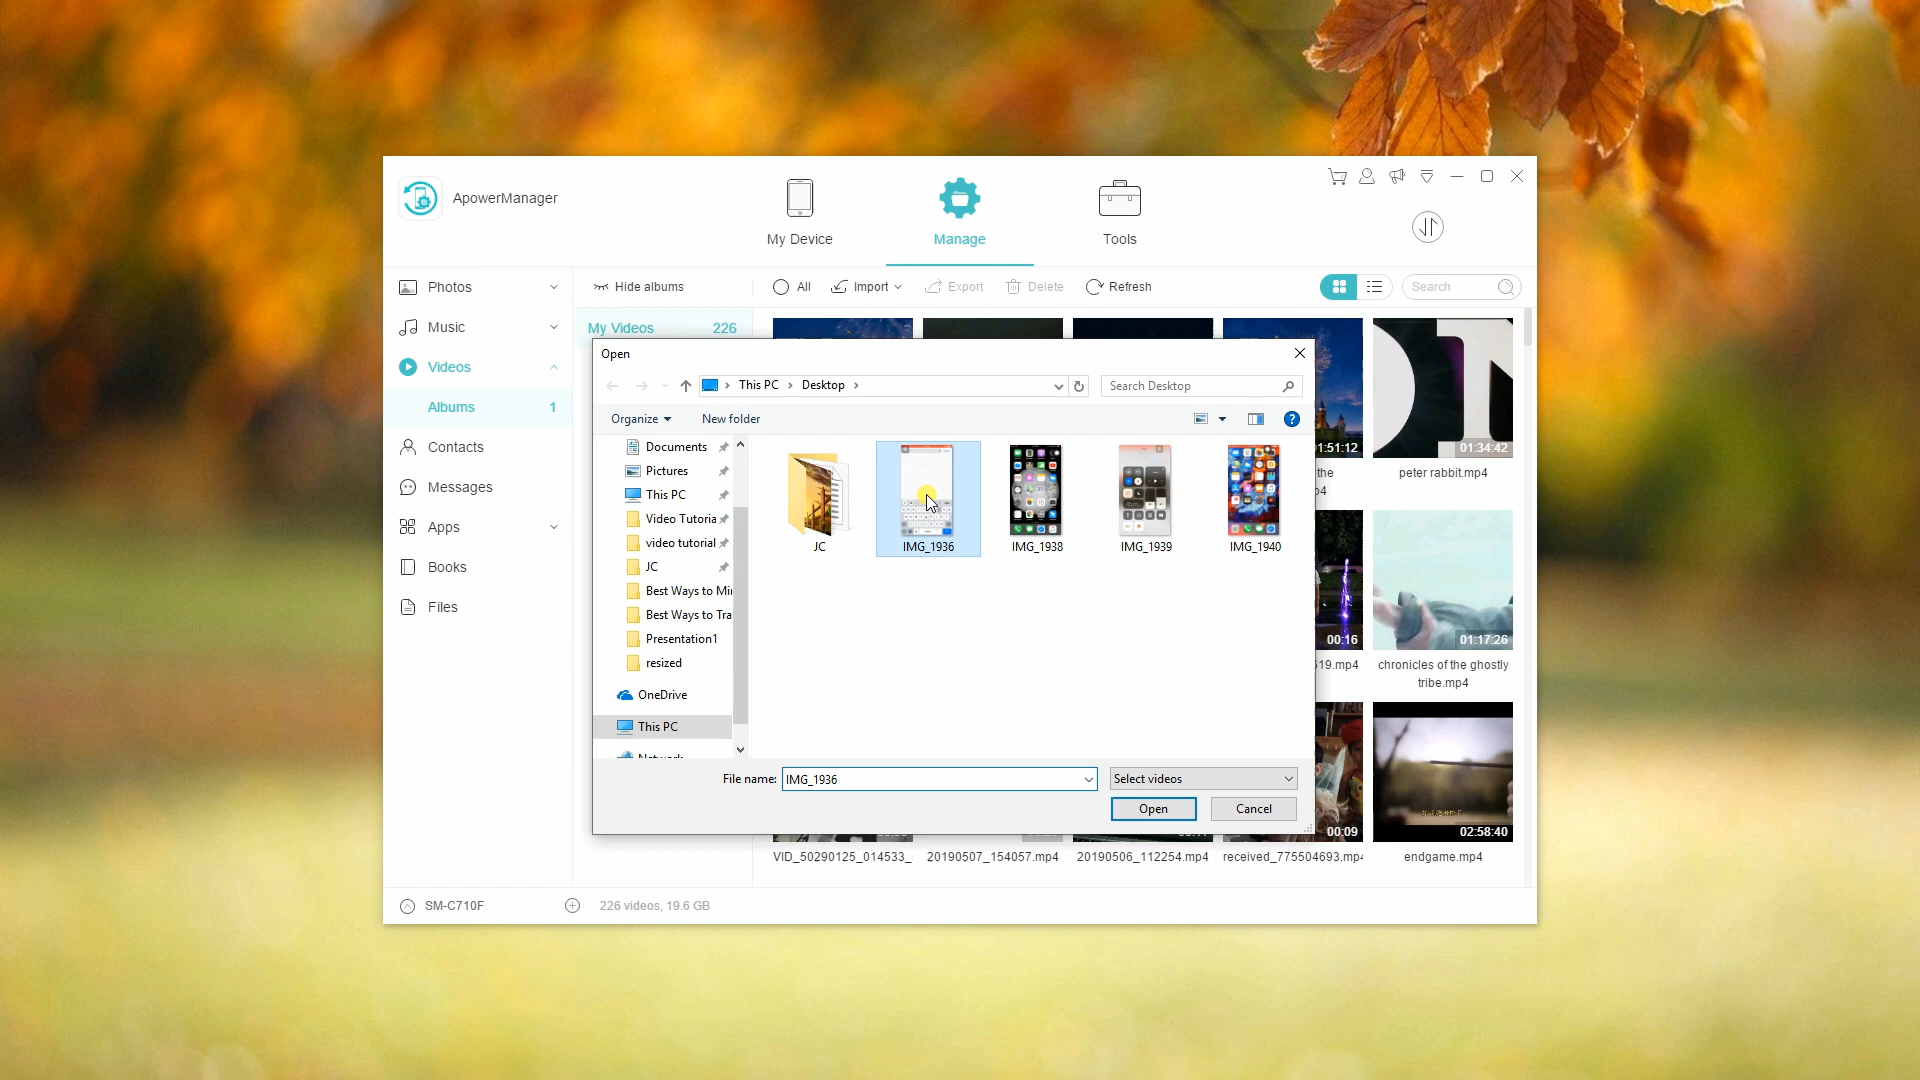 ApowerManager
My Device
Manage
Tools
Photos
Music
Videos
Albums 1
Contacts
Messages
Apps
Books
Files
Hide albums
All
Import
Export
Delete
Refresh
Search
My Videos 226
Open
This PC
Desktop
Search Desktop
Organize
New folder
Documents
Pictures
This PC
Video Tutoria
video tutorial
JC
Best Ways to Mi
Best Ways to Tra
Presentation1
resized
OneDrive
This PC
Network
JC
IMG_1936
IMG_1938
IMG_1939
IMG_1940
File name: IMG_1936
Select videos
Open
Cancel
1:51:12
the
p4
01:34:42
peter rabbit.mp4
00:16
519.mp4
01:17:26
chronicles of the ghostly
tribe.mp4
00:09
02:58:40
VID_50290125_014533_
20190507_154057.mp4
20190506_112254.mp4
received_775504693.mp4
endgame.mp4
SM-C710F
226 videos, 19.6 GB